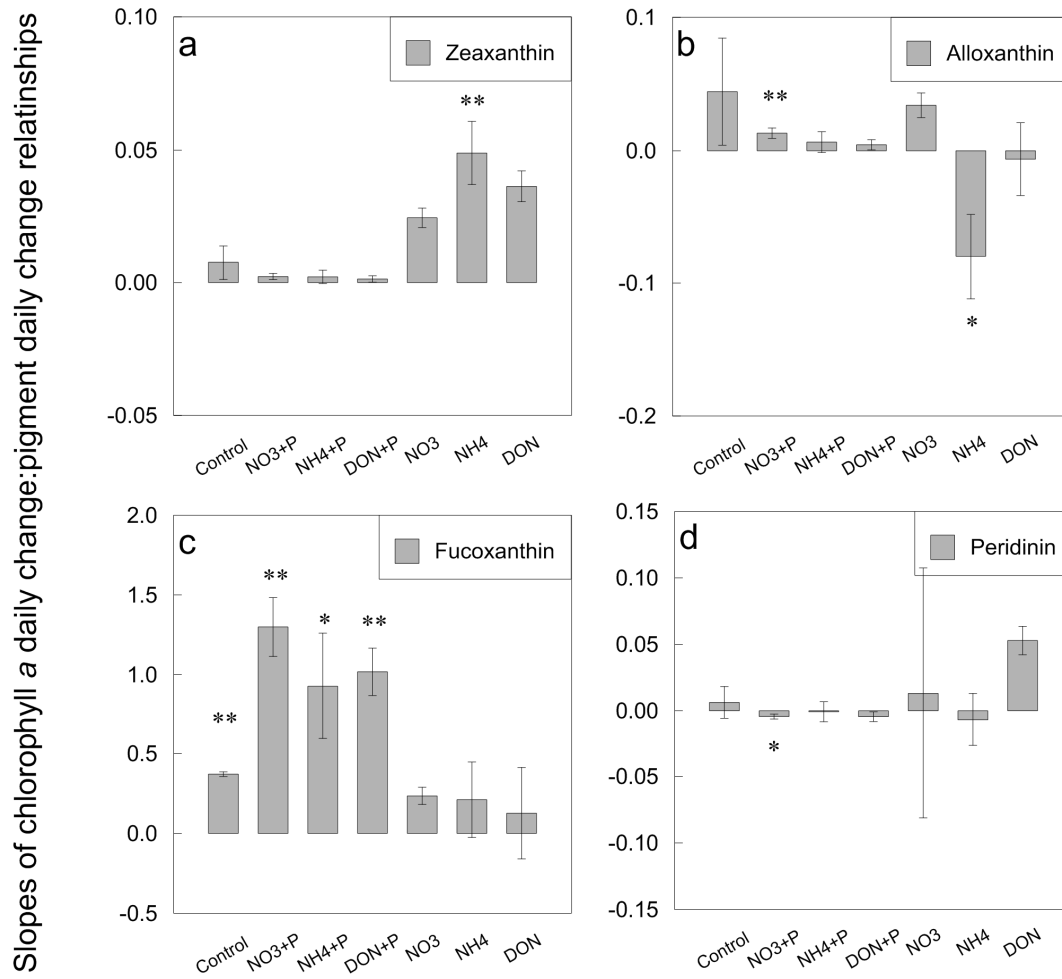 Slopes of chlorophyll a daily change:pigment daily change relatinships
a
Zeaxanthin
0.10
0.05
0.00
-0.05
**
Control NO3+P NH4+P DON+P NO3 NH4 DON
b
Alloxanthin
0.1
0.0
-0.1
-0.2
**
*
Control NO3+P NH4+P DON+P NO3 NH4 DON
c
Fucoxanthin
2.0
1.5
1.0
0.5
0.0
-0.5
** ** * **
Control NO3+P NH4+P DON+P NO3 NH4 DON
d
Peridinin
0.15
0.10
0.05
0.00
-0.05
-0.10
-0.15
*
Control NO3+P NH4+P DON+P NO3 NH4 DON